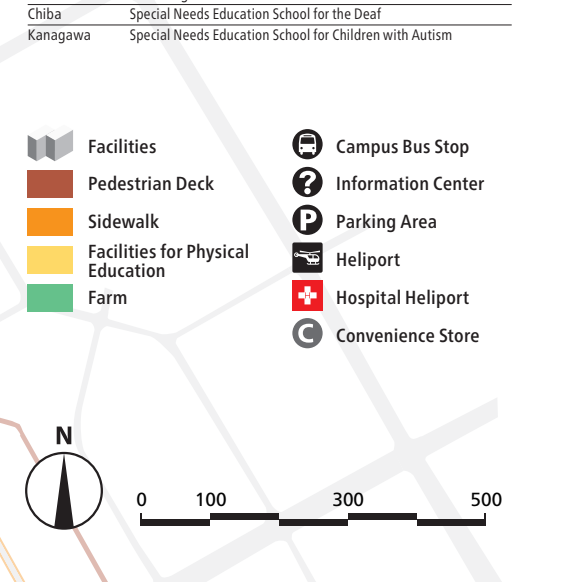 Chiba Special Needs Education School for the Deaf
Kanagawa Special Needs Education School for Children with Autism
Facilities
Pedestrian Deck
Sidewalk
Facilities for Physical
Education
Farm
Campus Bus Stop
? Information Center
P Parking Area
Heliport
Hospital Heliport
C Convenience Store
N
0 100 300 500